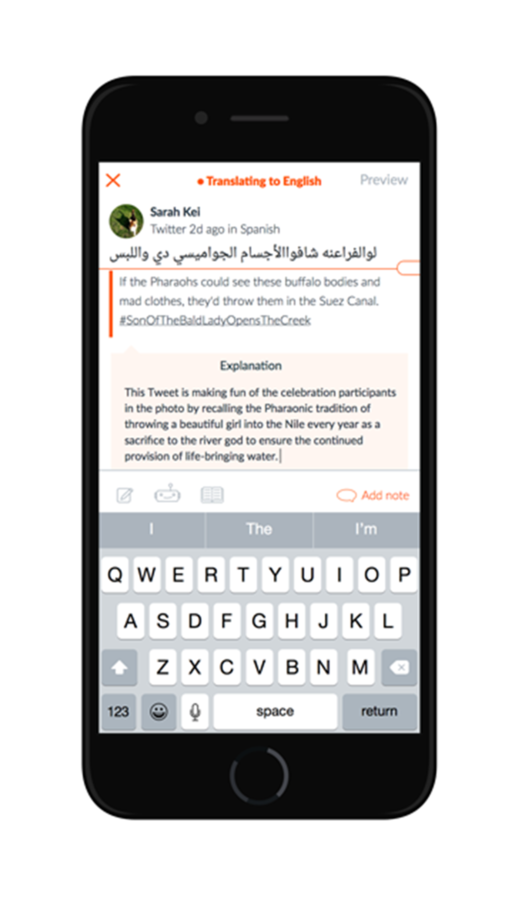 Translating to English
Preview
Sarah Kei
Twitter 2d ago in Spanish
لوالفراعنه شافواالأجسام الجواميسي دي واللبس
If the Pharaohs could see these buffalo bodies and
mad clothes, they'd throw them in the Suez Canal.
#SonOfTheBaldLadyOpensTheCreek
Explanation
This Tweet is making fun of the celebration participants
in the photo by recalling the Pharaonic tradition of
throwing a beautiful girl into the Nile every year as a
sacrifice to the river god to ensure the continued
provision of life-bringing water.
Add note
I The I'm
Q W E R T Y U I O P
A S D F G H J K L
Z X C V B N M
123 space return